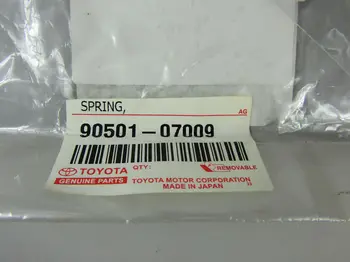 SPRING,
AG
90501-07009
TOYOTA QTY: REMOVABLE
GENUINE PARTS TOYOTA MOTOR CORPORATION
MADE IN JAPAN